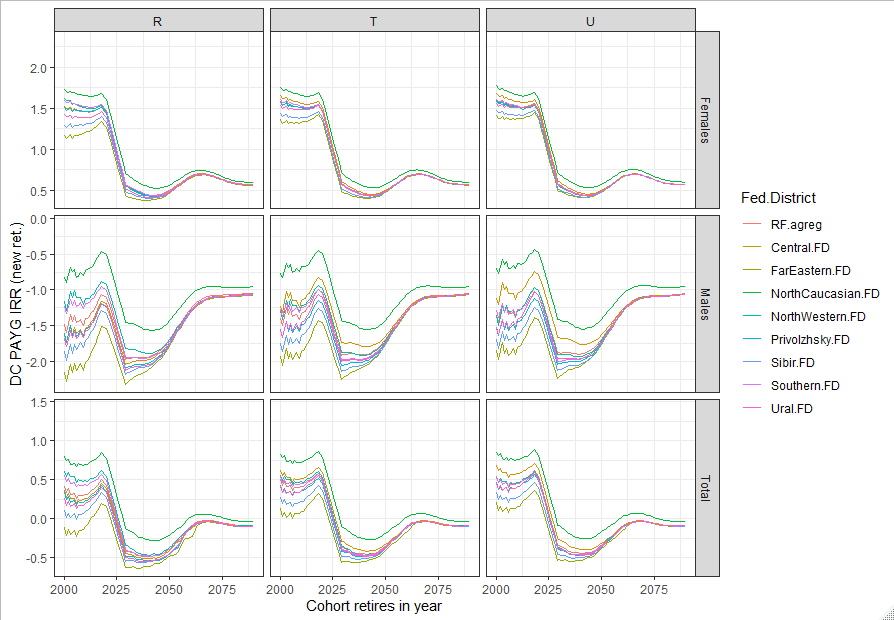 R T U
2.0
1.5
1.0
0.5
Females
0.0
-0.5
-1.0
-1.5
-2.0
Males
1.5
1.0
0.5
0.0
-0.5
Total
DC PAYG IRR (new ret.)
2000 2025 2050 2075 2000 2025 2050 2075 2000 2025 2050 2075
Cohort retires in year
Fed.District
RF.agreg
Central.FD
FarEastern.FD
NorthCaucasian.FD
NorthWestern.FD
Privolzhsky.FD
Sibir.FD
Southern.FD
Ural.FD